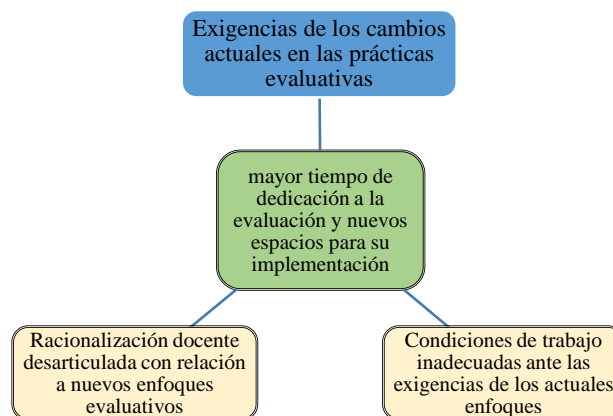 Exigencias de los cambios
actuales en las prácticas
evaluativas
mayor tiempo de
dedicación a la
evaluación y nuevos
espacios para su
implementación
Racionalización docente
desarticulada con relación
a nuevos enfoques
evaluativos
Condiciones de trabajo
inadecuadas ante las
exigencias de los actuales
enfoques